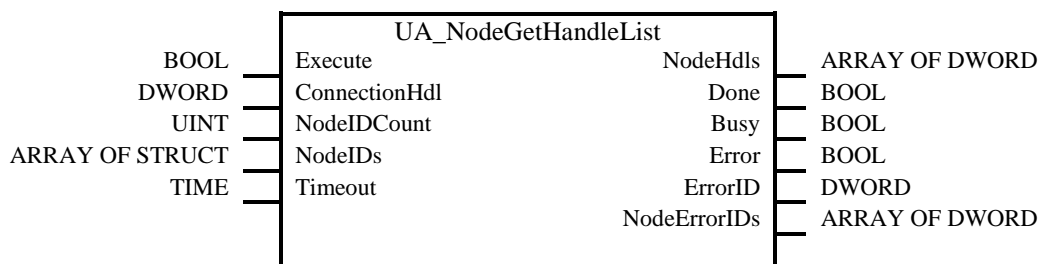 UA_NodeGetHandleList
BOOL Execute NodeHdls ARRAY OF DWORD
DWORD ConnectionHdl Done BOOL
UINT NodeIDCount Busy BOOL
ARRAY OF STRUCT NodeIDs Error BOOL
TIME Timeout ErrorID DWORD
NodeErrorIDs ARRAY OF DWORD